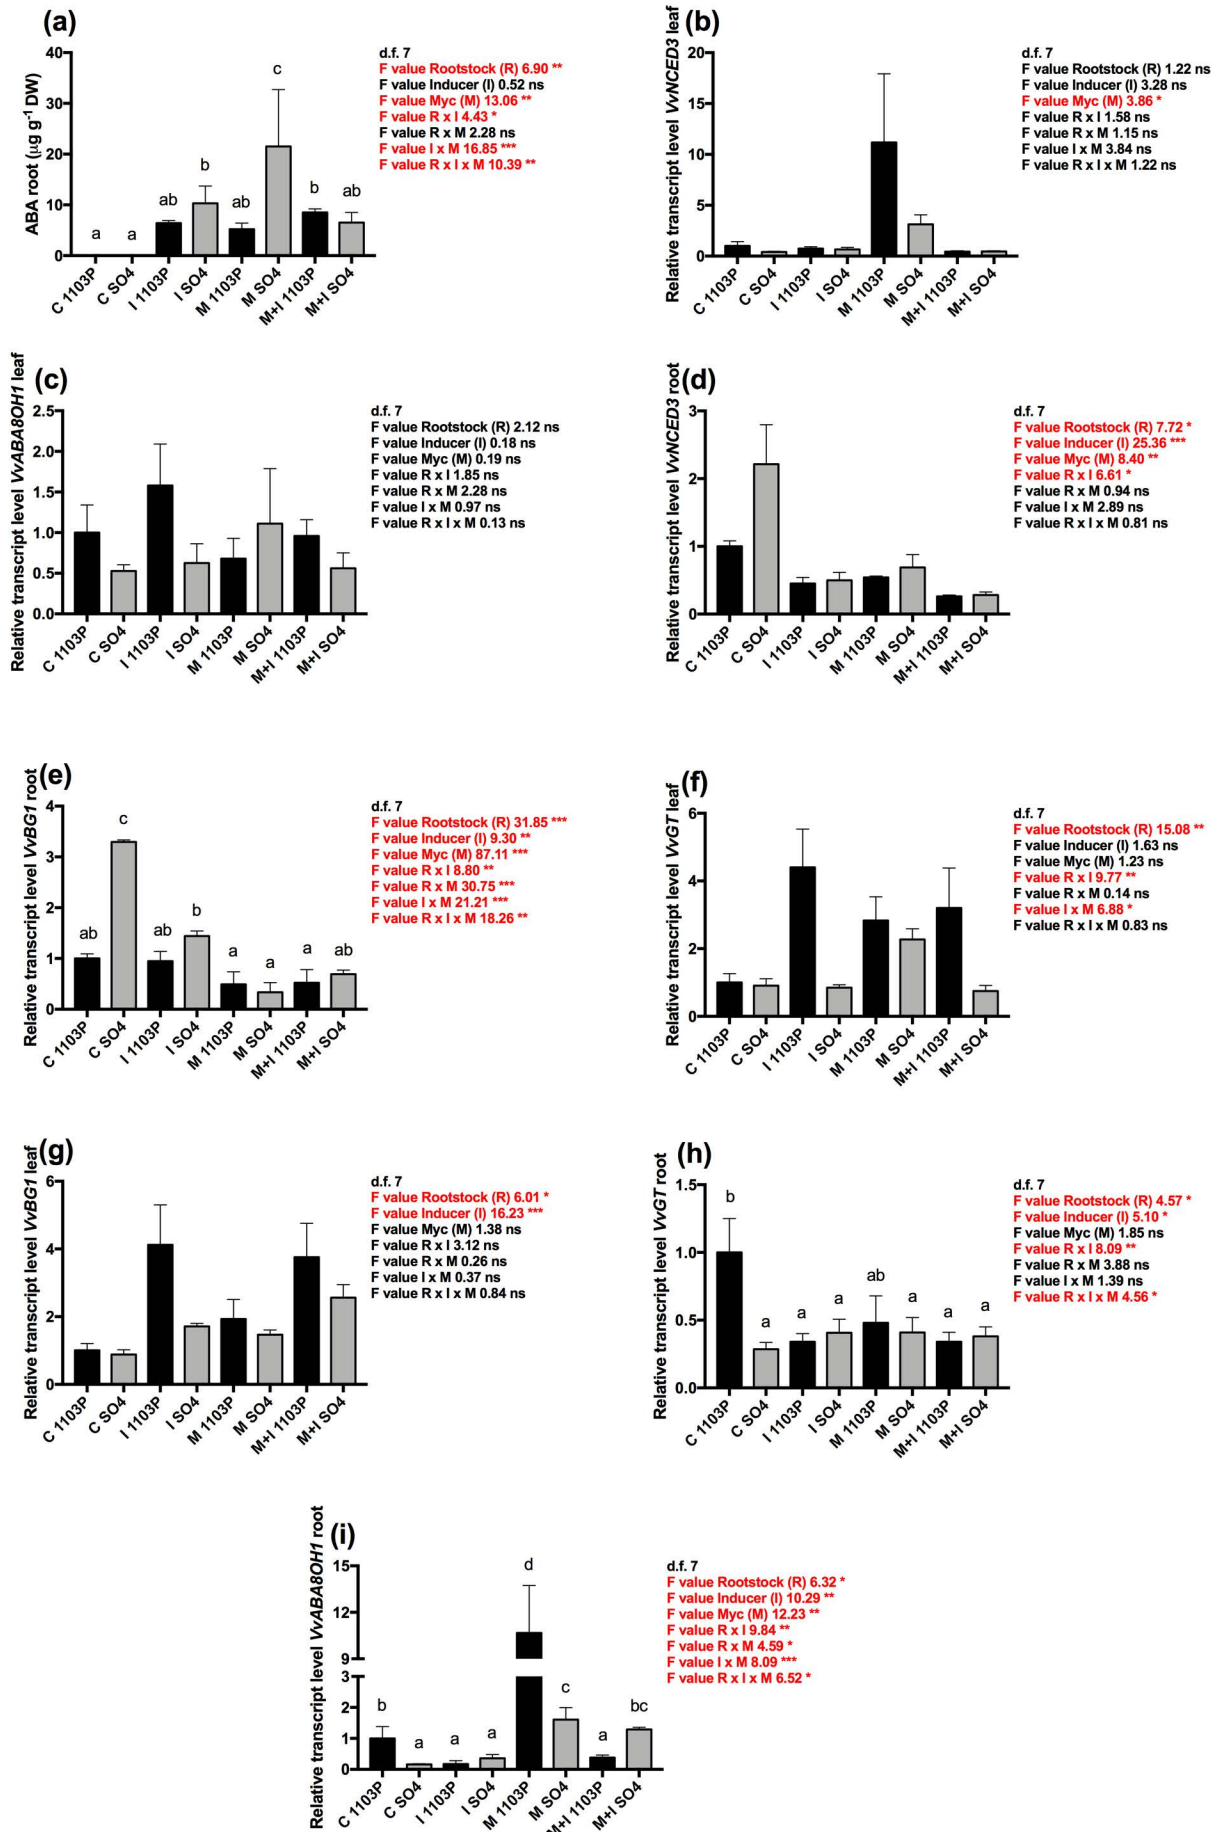 (a)
ABA root (µg g-1 DW)
40
30
20
10
0
a
a
ab
b
ab
c
b
ab
C 1103P
C SO4
I 1103P
I SO4
M 1103P
M SO4
M+I 1103P
M+I SO4
d.f. 7
F value Rootstock (R) 6.90 **
F value Inducer (I) 0.52 ns
F value Myc (M) 13.06 **
F value R x I 4.43 *
F value R x M 2.28 ns
F value I x M 16.85 ***
F value R x I x M 10.39 **
(b)
Relative transcript level VvNCED3 leaf
20
15
10
5
0
C 1103P
C SO4
I 1103P
I SO4
M 1103P
M SO4
M+I 1103P
M+I SO4
d.f. 7
F value Rootstock (R) 1.22 ns
F value Inducer (I) 3.28 ns
F value Myc (M) 3.86 *
F value R x I 1.58 ns
F value R x M 1.15 ns
F value I x M 3.84 ns
F value R x I x M 1.22 ns
(c)
Relative transcript level VvABA8OH1 leaf
2.5
2.0
1.5
1.0
0.5
0.0
C 1103P
C SO4
I 1103P
I SO4
M 1103P
M SO4
M+I 1103P
M+I SO4
d.f. 7
F value Rootstock (R) 2.12 ns
F value Inducer (I) 0.18 ns
F value Myc (M) 0.19 ns
F value R x I 1.85 ns
F value R x M 2.28 ns
F value I x M 0.97 ns
F value R x I x M 0.13 ns
(d)
Relative transcript level VvNCED3 root
3
2
1
0
C 1103P
C SO4
I 1103P
I SO4
M 1103P
M SO4
M+I 1103P
M+I SO4
d.f. 7
F value Rootstock (R) 7.72 *
F value Inducer (I) 25.36 ***
F value Myc (M) 8.40 **
F value R x I 6.61 *
F value R x M 0.94 ns
F value I x M 2.89 ns
F value R x I x M 0.81 ns
(e)
Relative transcript level VvBG1 root
4
3
2
1
0
ab
c
ab
b
a
a
a
ab
C 1103P
C SO4
I 1103P
I SO4
M 1103P
M SO4
M+I 1103P
M+I SO4
d.f. 7
F value Rootstock (R) 31.85 ***
F value Inducer (I) 9.30 **
F value Myc (M) 87.11 ***
F value R x I 8.80 **
F value R x M 30.75 ***
F value I x M 21.21 ***
F value R x I x M 18.26 **
(f)
Relative transcript level VvGT leaf
6
4
2
0
C 1103P
C SO4
I 1103P
I SO4
M 1103P
M SO4
M+I 1103P
M+I SO4
d.f. 7
F value Rootstock (R) 15.08 **
F value Inducer (I) 1.63 ns
F value Myc (M) 1.23 ns
F value R x I 9.77 **
F value R x M 0.14 ns
F value I x M 6.88 *
F value R x I x M 0.83 ns
(g)
Relative transcript level VvBG1 leaf
6
4
2
0
C 1103P
C SO4
I 1103P
I SO4
M 1103P
M SO4
M+I 1103P
M+I SO4
d.f. 7
F value Rootstock (R) 6.01 *
F value Inducer (I) 16.23 ***
F value Myc (M) 1.38 ns
F value R x I 3.12 ns
F value R x M 0.26 ns
F value I x M 0.37 ns
F value R x I x M 0.84 ns
(h)
Relative transcript level VvGT root
1.5
1.0
0.5
0.0
b
a
a
a
ab
a
a
a
C 1103P
C SO4
I 1103P
I SO4
M 1103P
M SO4
M+I 1103P
M+I SO4
d.f. 7
F value Rootstock (R) 4.57 *
F value Inducer (I) 5.10 *
F value Myc (M) 1.85 ns
F value R x I 8.09 **
F value R x M 3.88 ns
F value I x M 1.39 ns
F value R x I x M 4.56 *
(i)
Relative transcript level VvABA8OH1 root
15
12
9
3
2
1
0
b
a
a
a
d
c
a
bc
C 1103P
C SO4
I 1103P
I SO4
M 1103P
M SO4
M+I 1103P
M+I SO4
d.f. 7
F value Rootstock (R) 6.32 *
F value Inducer (I) 10.29 **
F value Myc (M) 12.23 **
F value R x I 9.84 **
F value R x M 4.59 *
F value I x M 8.09 ***
F value R x I x M 6.52 *